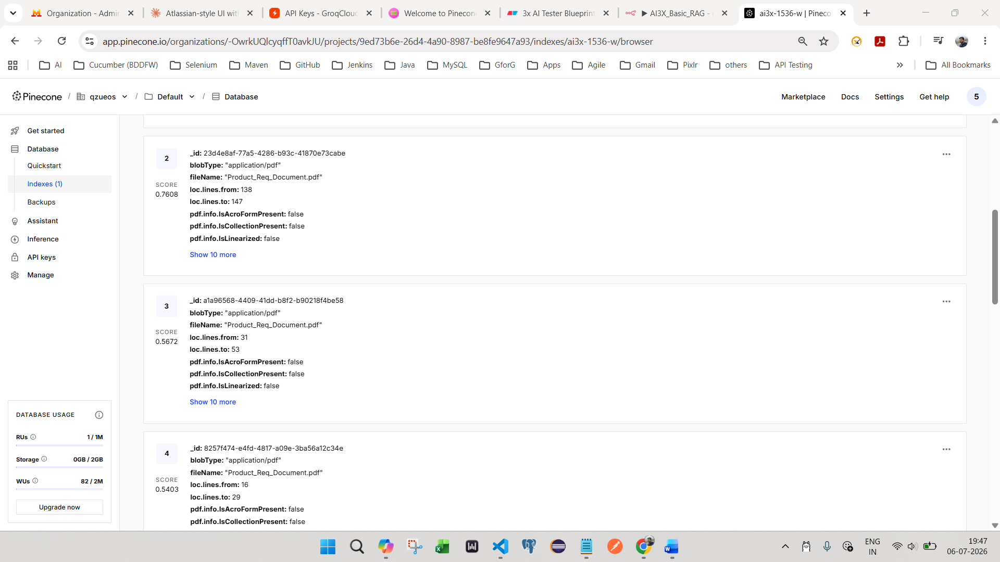 Organization - Admin
Atlassian-style UI with
API Keys - GroqCloud
Welcome to Pinecone
3x AI Tester Blueprint
▶ AI3X_Basic_RAG - n
ai3x-1536-w | Pineco
app.pinecone.io/organizations/-OwrkUQlcyqffT0avkJU/projects/9ed73b6e-26d4-4a90-8987-be8fe9647a93/indexes/ai3x-1536-w/browser
AI
Cucumber (BDDFW)
Selenium
Maven
GitHub
Jenkins
Java
MySQL
GforG
Apps
Agile
Gmail
Pixlr
others
API Testing
All Bookmarks
Pinecone / qzueos / Default / Database
Marketplace
Docs
Settings
Get help
5
Get started
Database
Quickstart
Indexes (1)
Backups
Assistant
Inference
API keys
Manage
DATABASE USAGE
RUs 1 / 1M
Storage 0GB / 2GB
WUs 82 / 2M
Upgrade now
2
SCORE
0.7608
_id: 23d4e8af-77a5-4286-b93c-41870e73cabe
blobType: "application/pdf"
fileName: "Product_Req_Document.pdf"
loc.lines.from: 138
loc.lines.to: 147
pdf.info.IsAcroFormPresent: false
pdf.info.IsCollectionPresent: false
pdf.info.IsLinearized: false
Show 10 more
3
SCORE
0.5672
_id: a1a96568-4409-41dd-b8f2-b90218f4be58
blobType: "application/pdf"
fileName: "Product_Req_Document.pdf"
loc.lines.from: 31
loc.lines.to: 53
pdf.info.IsAcroFormPresent: false
pdf.info.IsCollectionPresent: false
pdf.info.IsLinearized: false
Show 10 more
4
SCORE
0.5403
_id: 8257f474-e4fd-4817-a09e-3ba56a12c34e
blobType: "application/pdf"
fileName: "Product_Req_Document.pdf"
loc.lines.from: 16
loc.lines.to: 29
pdf.info.IsAcroFormPresent: false
pdf.info.IsCollectionPresent: false
ENG
IN
19:47
06-07-2026